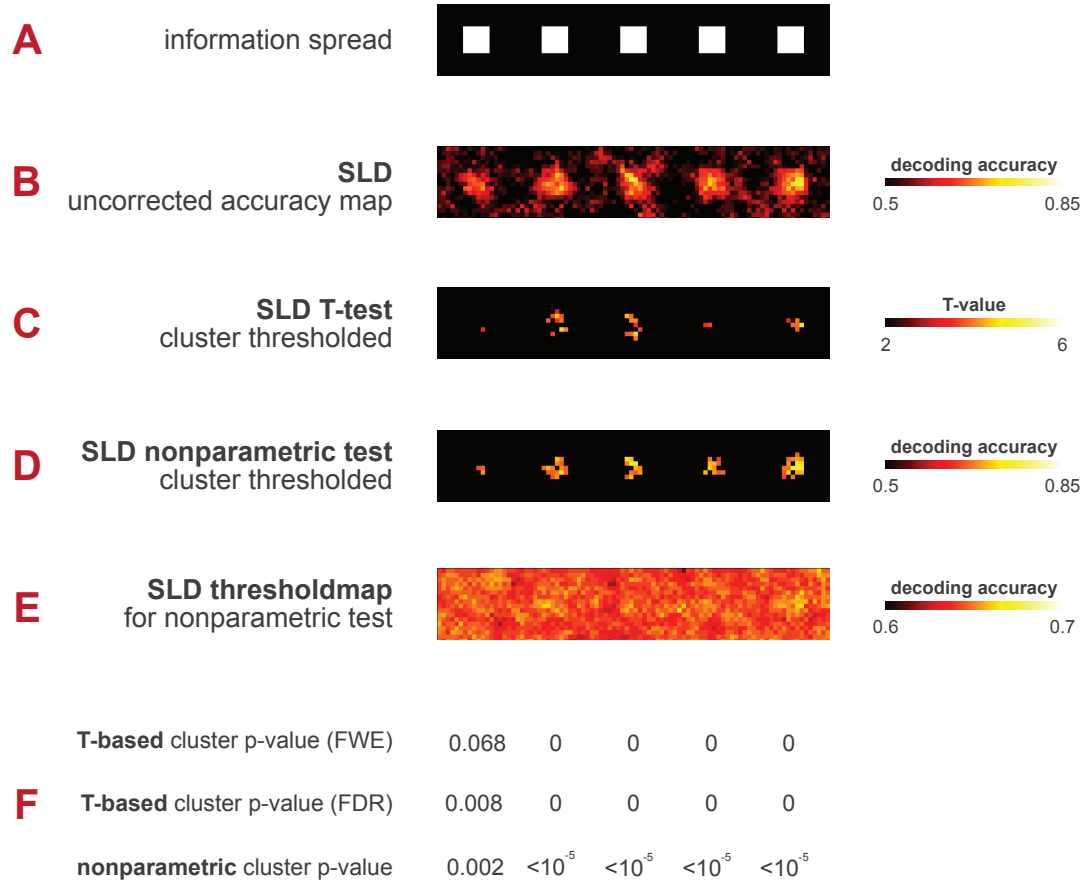 A
information spread
B
SLD
uncorrected accuracy map
decoding accuracy
0.5 0.85
C
SLD T-test
cluster thresholded
T-value
2 6
D
SLD nonparametric test
cluster thresholded
decoding accuracy
0.5 0.85
E
SLD thresholdmap
for nonparametric test
decoding accuracy
0.6 0.7
F
T-based cluster p-value (FWE) 0.068 0 0 0 0
T-based cluster p-value (FDR) 0.008 0 0 0 0
nonparametric cluster p-value 0.002 <10⁻⁵ <10⁻⁵ <10⁻⁵ <10⁻⁵